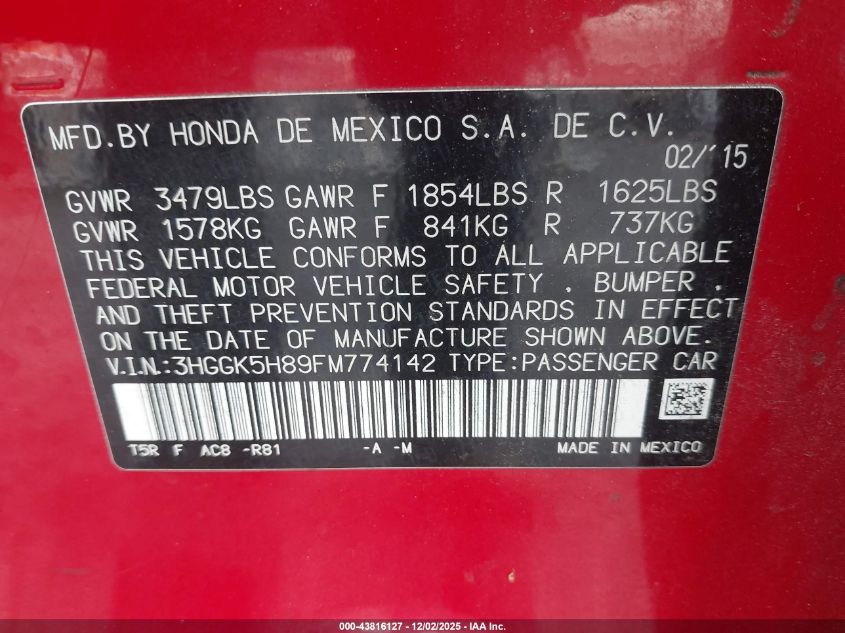 MFD.BY HONDA DE MEXICO S.A. DE C.V.
02/'15
GVWR 3479LBS GAWR F 1854LBS R 1625LBS
GVWR 1578KG GAWR F 841KG R 737KG
THIS VEHICLE CONFORMS TO ALL APPLICABLE
FEDERAL MOTOR VEHICLE SAFETY . BUMPER .
AND THEFT PREVENTION STANDARDS IN EFFECT
ON THE DATE OF MANUFACTURE SHOWN ABOVE.
V.I.N.:3HGGK5H89FM774142 TYPE:PASSENGER CAR
T5R F AC8 -R81 -A -M MADE IN MEXICO
000-43816127 - 12/02/2025 - IAA Inc.